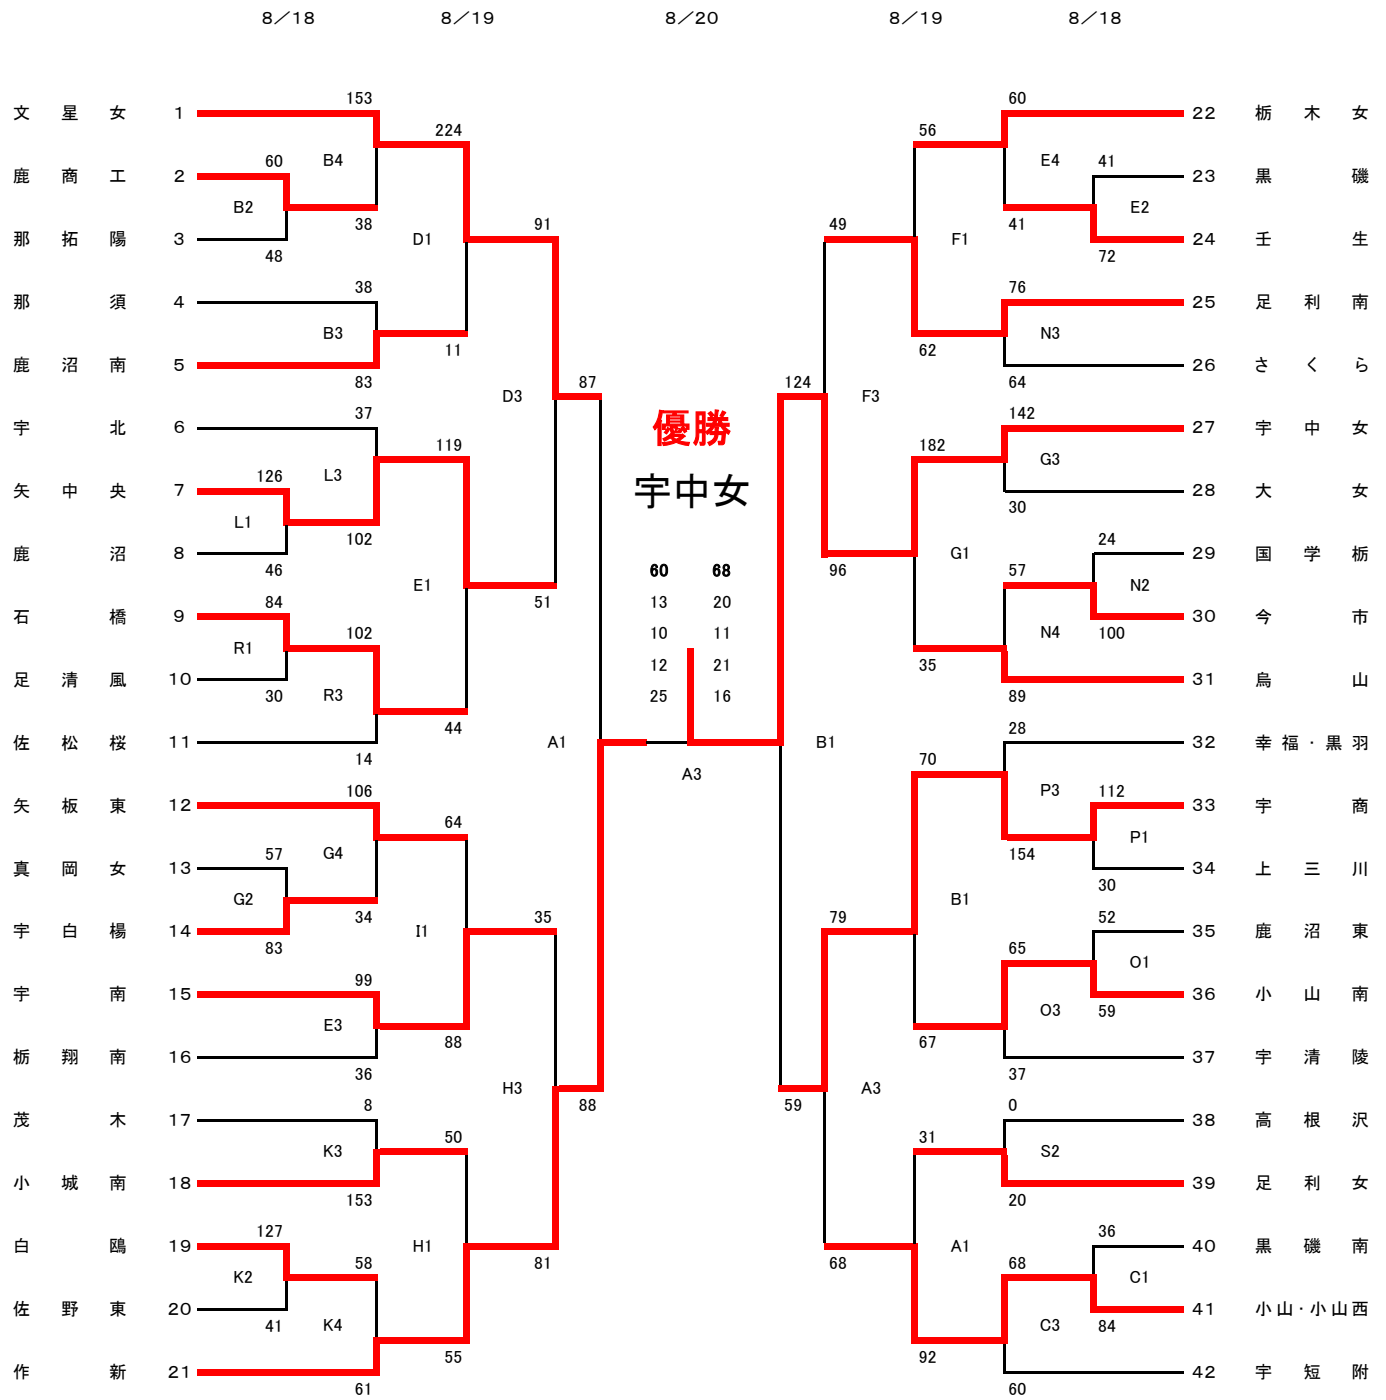 8／18 8／19 8／20 8／19 8／18
153 60
文星女 1 22 栃木女
224 56
60 B4 E4 41
鹿商工 2 23 黒磯
B2 E2
38 91 49 41
那拓陽 3 D1 F1 24 壬生
48 72
38 76
那須 4 25 足利南
B3 N3
11 62
鹿沼南 5 26 さくら
83 87 124 64
D3 F3
37 優勝 142
宇北 6 27 宇中女
119 182
126 L3 G3
矢中央 7 宇中女 28 大女
L1 30
102 24
鹿沼 8 G1 29 国学栃
46 60 68 96 57
E1 N2
84 51 13 20
石橋 9 30 今市
102 10 11 N4 100
R1 35
12 21
足清風 10 31 烏山
30 R3 25 16 89
44 28
佐松桜 11 A1 B1 32 幸福・黒羽
14 70
A3
106 P3 112
矢板東 12 33 宇商
64 P1
57 G4 154
真岡女 13 34 上三川
G2 B1 30
34 35 79 52
宇白楊 14 I1 35 鹿沼東
83 65
O1
99
宇南 15 36 小山南
E3 O3 59
88 67
栃翔南 16 37 宇清陵
36 37
H3 A3
8 88 59 0
茂木 17 38 高根沢
50 31
K3 S2
小城南 18 39 足利女
153 20
127 36
白鴎 19 H1 A1 40 黒磯南
58 81 68 68
K2 C1
佐野東 20 41 小山・小山西
41 K4 C3 84
55 92
作新 21 42 宇短附
61 60